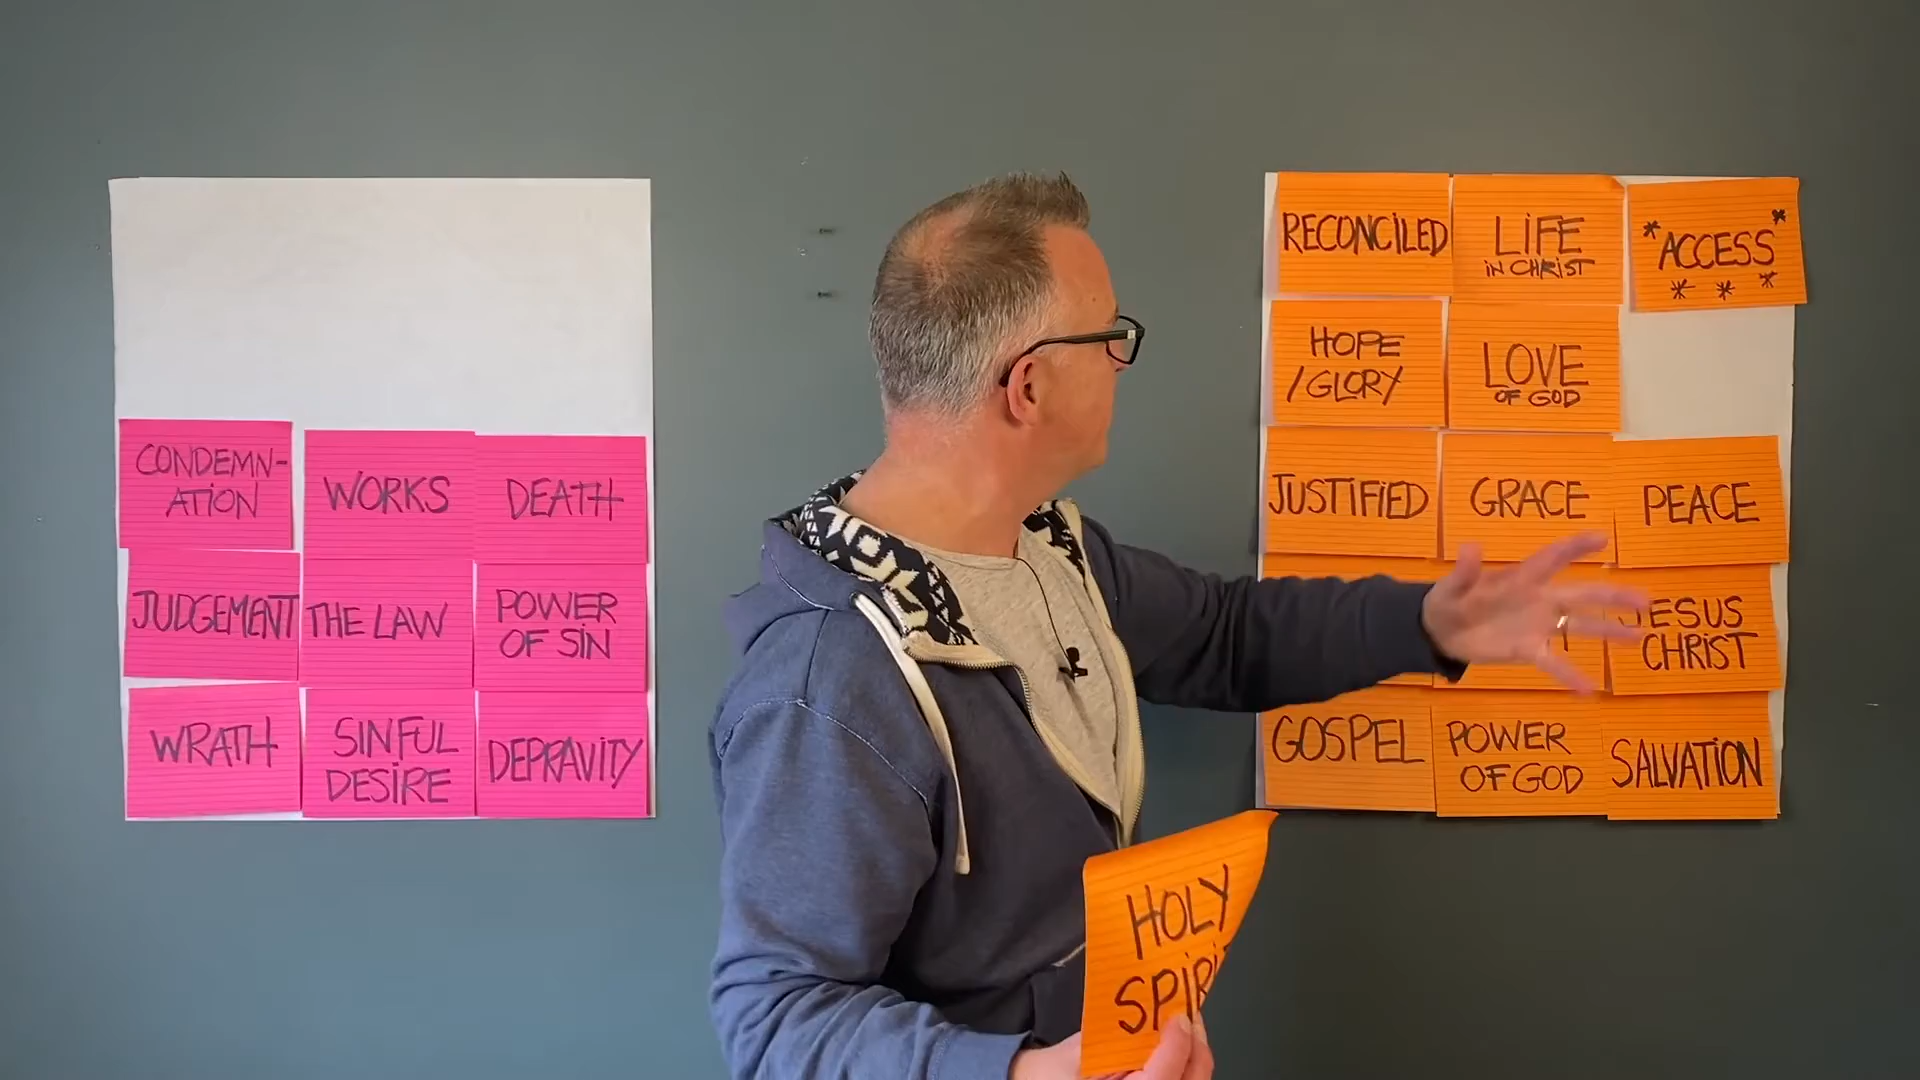 CONDEMN-
ATION
WORKS
DEATH
JUDGEMENT
THE LAW
POWER
OF SIN
WRATH
SINFUL
DESIRE
DEPRAVITY
RECONCILED
LIFE
IN CHRIST
*ACCESS*
* * *
HOPE
/GLORY
LOVE
OF GOD
JUSTIFIED
GRACE
PEACE
JESUS
CHRIST
GOSPEL
POWER
OF GOD
SALVATION
HOLY